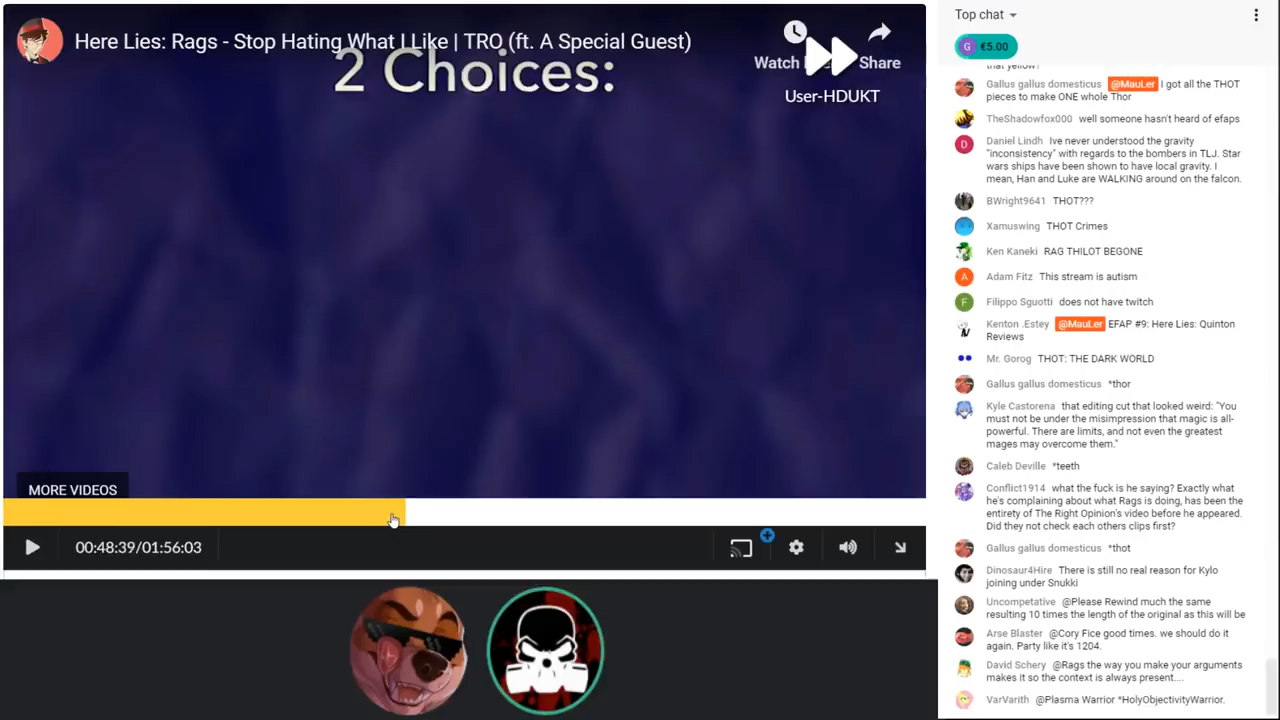 Here Lies: Rags - Stop Hating What I Like | TRO (ft. A Special Guest)
2 Choices:
Watch
Share
User-HDUKT
MORE VIDEOS
00:48:39/01:56:03
Top chat
G €5.00
that yellow?
Gallus gallus domesticus @MauLer I got all the THOT
pieces to make ONE whole Thor
TheShadowfox000 well someone hasn't heard of efaps
D Daniel Lindh Ive never understood the gravity
"inconsistency" with regards to the bombers in TLJ. Star
wars ships have been shown to have local gravity. I
mean, Han and Luke are WALKING around on the falcon.
BWright9641 THOT???
Xamuswing THOT Crimes
Ken Kaneki RAG THILOT BEGONE
A Adam Fitz This stream is autism
F Filippo Sguotti does not have twitch
Kenton .Estey @MauLer EFAP #9: Here Lies: Quinton
Reviews
Mr. Gorog THOT: THE DARK WORLD
Gallus gallus domesticus *thor
Kyle Castorena that editing cut that looked weird: "You
must not be under the misimpression that magic is all-
powerful. There are limits, and not even the greatest
mages may overcome them."
Caleb Deville *teeth
Conflict1914 what the fuck is he saying? Exactly what
he's complaining about what Rags is doing, has been the
entirety of The Right Opinion's video before he appeared.
Did they not check each others clips first?
Gallus gallus domesticus *thot
Dinosaur4Hire There is still no real reason for Kylo
joining under Snukki
Uncompetative @Please Rewind much the same
resulting 10 times the length of the original as this will be
Arse Blaster @Cory Fice good times. we should do it
again. Party like it's 1204.
David Schery @Rags the way you make your arguments
makes it so the context is always present....
VarVarith @Plasma Warrior *HolyObjectivityWarrior.